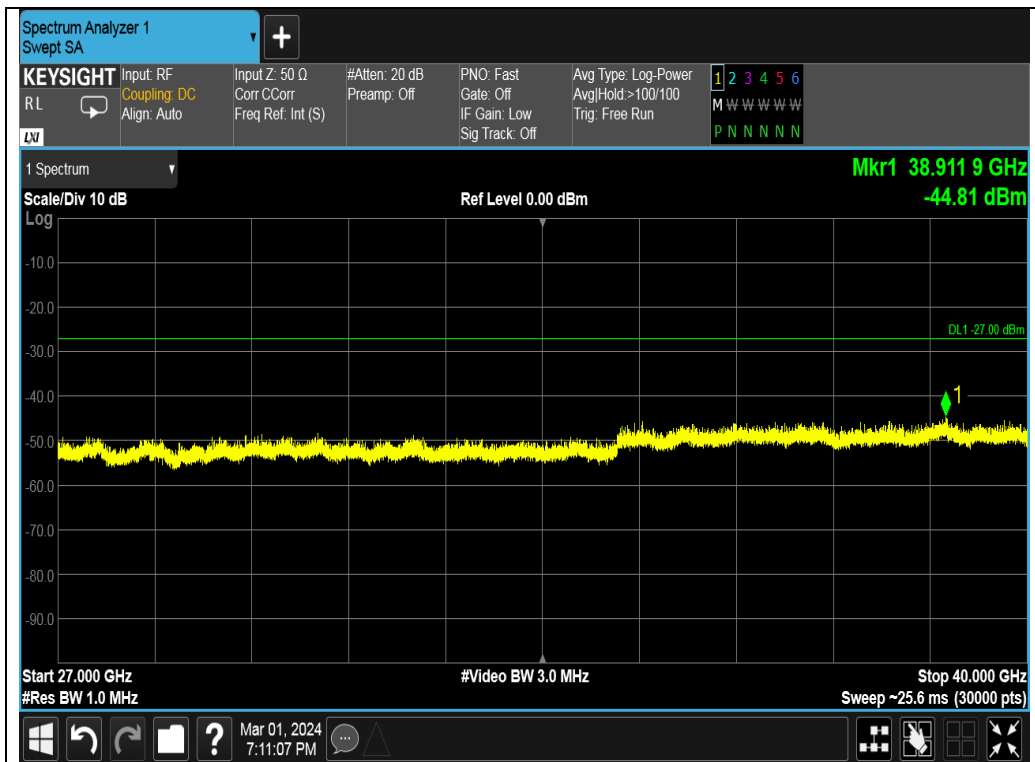 Spectrum Analyzer 1
Swept SA
+
KEYSIGHT
RL
LXI
Input: RF
Coupling: DC
Align: Auto
Input Z: 50 Ω
Corr CCorr
Freq Ref: Int (S)
#Atten: 20 dB
Preamp: Off
PNO: Fast
Gate: Off
IF Gain: Low
Sig Track: Off
Avg Type: Log-Power
Avg|Hold:>100/100
Trig: Free Run
1 2 3 4 5 6
M W W W W W
P N N N N N
1 Spectrum
Mkr1 38.911 9 GHz
-44.81 dBm
Scale/Div 10 dB
Ref Level 0.00 dBm
Log
-10.0
-20.0
DL1 -27.00 dBm
-30.0
-40.0
1
-50.0
-60.0
-70.0
-80.0
-90.0
Start 27.000 GHz
#Video BW 3.0 MHz
Stop 40.000 GHz
#Res BW 1.0 MHz
Sweep ~25.6 ms (30000 pts)
?
Mar 01, 2024
7:11:07 PM